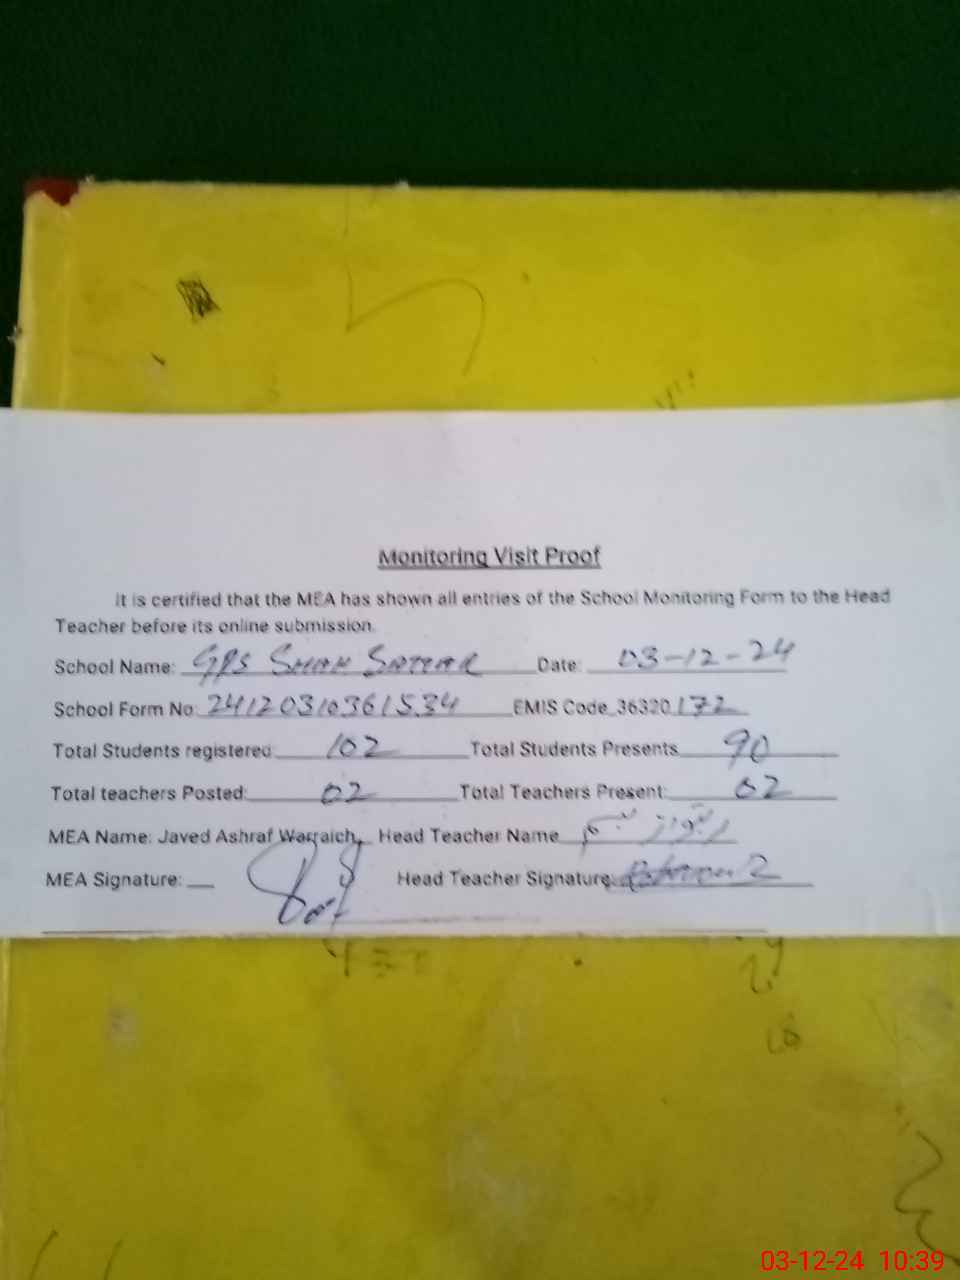 Monitoring Visit Proof
It is certified that the MEA has shown all entries of the School Monitoring Form to the Head
Teacher before its online submission.
School Name: GPS SHAH SATTAR Date: 03-12-24
School Form No: 24120310361534 EMIS Code 36320172
Total Students registered 102 Total Students Presents 90
Total teachers Posted: 02 Total Teachers Present: 02
MEA Name: Javed Ashraf Warraich, Head Teacher Name
MEA Signature: Head Teacher Signature:
03-12-24 10:39